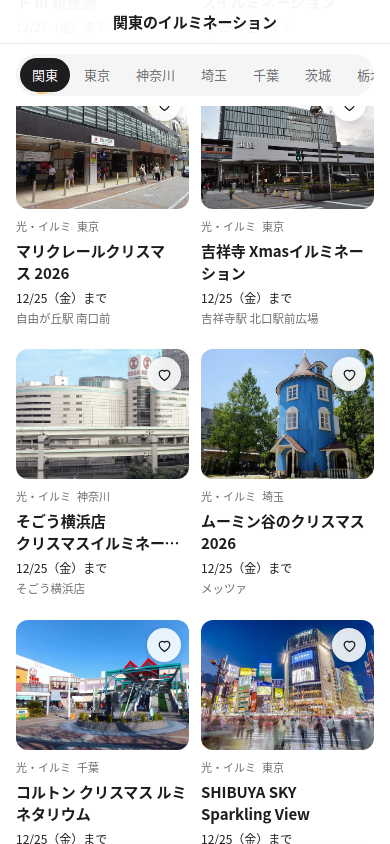 関東のイルミネーション
関東 東京 神奈川 埼玉 千葉 茨城
光・イルミ 東京
マリクレールクリスマ
ス 2026
12/25（金）まで
自由が丘駅 南口前
光・イルミ 東京
吉祥寺 Xmasイルミネー
ション
12/25（金）まで
吉祥寺駅 北口駅前広場
光・イルミ 神奈川
そごう横浜店
クリスマスイルミネー…
12/25（金）まで
そごう横浜店
光・イルミ 埼玉
ムーミン谷のクリスマス
2026
12/25（金）まで
メッツァ
光・イルミ 千葉
コルトン クリスマス ルミ
ネタリウム
12/25（金）まで
光・イルミ 東京
SHIBUYA SKY
Sparkling View
12/25（金）まで